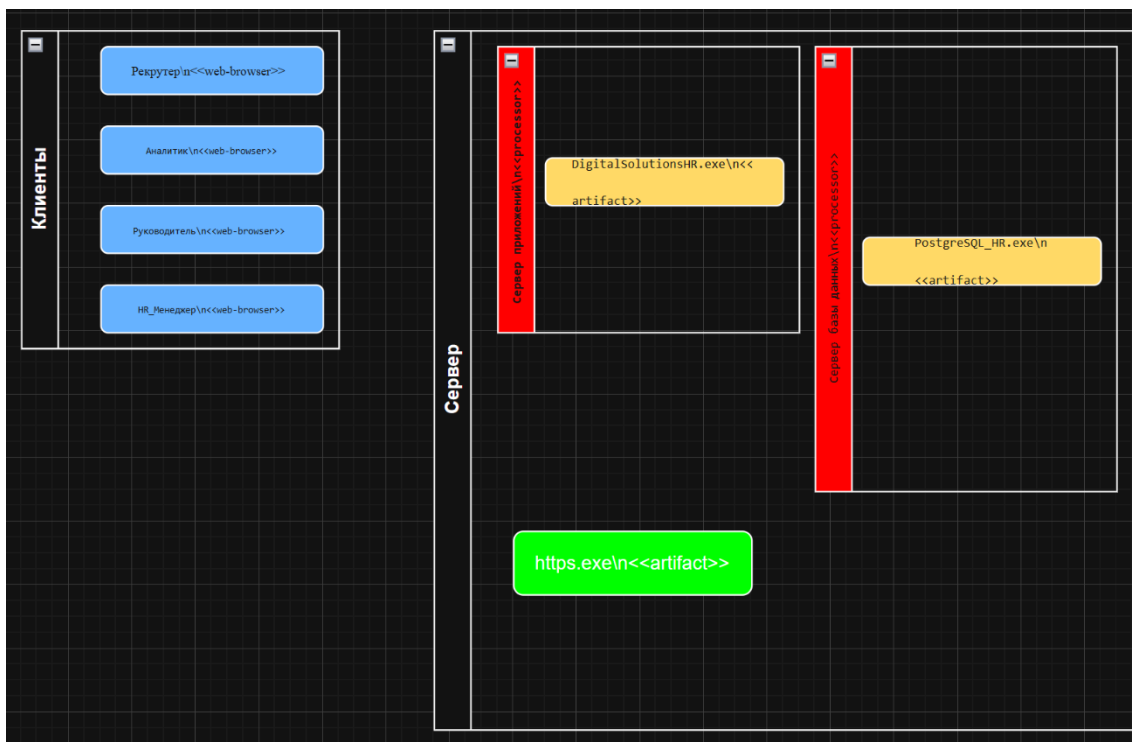 Клиенты
Рекрутер\n<<web-browser>>
Аналитик\n<<web-browser>>
Руководитель\n<<web-browser>>
HR_Менеджер\n<<web-browser>>
Сервер
Сервер приложений\n<<processor>>
DigitalSolutionsHR.exe\n<<
artifact>>
Сервер базы данных\n<<processor>>
PostgreSQL_HR.exe\n
<<artifact>>
https.exe\n<<artifact>>